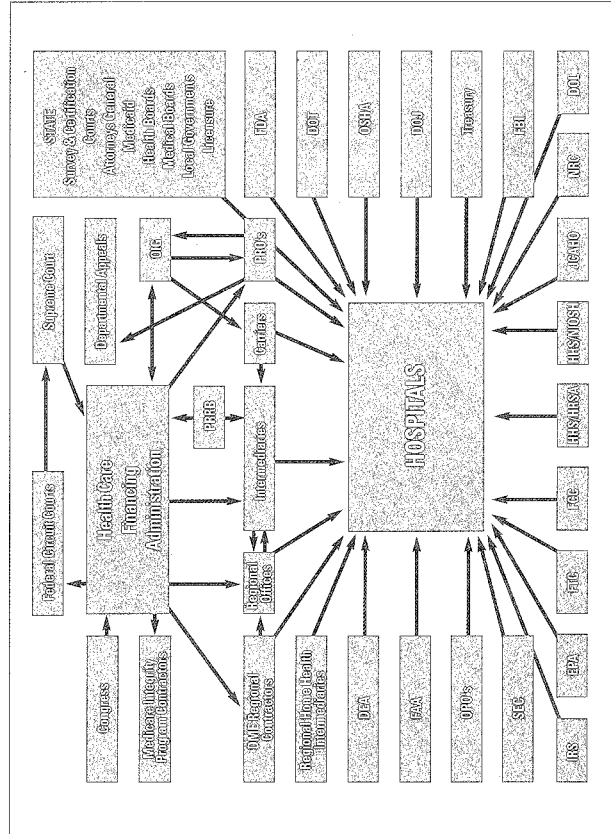 Federal Circuit Courts
Supreme Court
STATE
Survey & Certification
Courts
Attorneys General
Medicaid
Health Boards
Medical Boards
Local Governments
Licensure
Congress
Health Care
Financing
Administration
Departmental Appeals
Medicare Integrity
Program Contractors
OIG
PRRB
DME Regional
Contractors
Regional
Offices
Intermediaries
Carriers
PRO's
FDA
Regional Home Health
Intermediaries
DOT
DEA
HOSPITALS
OSHA
FAA
DOJ
OPO's
Treasury
SEC
FBI
IRS
EPA
FTC
FCC
HHS/HRSA
HHS/NIOSH
JCAHO
NRC
DOL